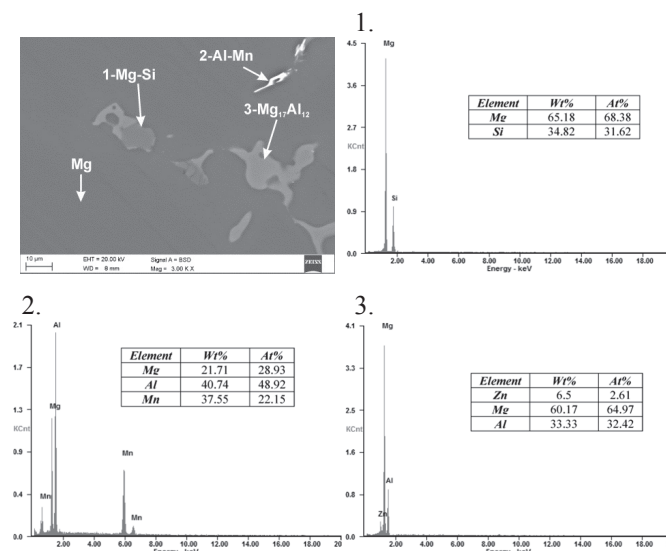 1-Mg-Si
2-Al-Mn
3-Mg17Al12
Mg
10 µm
EHT = 20.00 kV
WD = 8 mm
Signal A = BSD
Mag = 3.00 K X
ZEISS
1.
4.5
3.6
2.7
KCnt
1.8
0.9
0.0
Mg
Si
2.00 4.00 6.00 8.00 10.00 12.00 14.00 16.00 18.00
Energy - keV
Element Wt% At%
Mg 65.18 68.38
Si 34.82 31.62
2.
2.1
1.7
1.3
KCnt
0.8
0.4
0.0
Al
Mg
Mn
Mn
Mn
2.00 4.00 6.00 8.00 10.00 12.00 14.00 16.00 18.00 20
Energy - keV
Element Wt% At%
Mg 21.71 28.93
Al 40.74 48.92
Mn 37.55 22.15
3.
4.1
3.3
2.5
KCnt
1.6
0.8
0.0
Mg
Al
Zn
2.00 4.00 6.00 8.00 10.00 12.00 14.00 16.00 18.00
Energy - keV
Element Wt% At%
Zn 6.5 2.61
Mg 60.17 64.97
Al 33.33 32.42